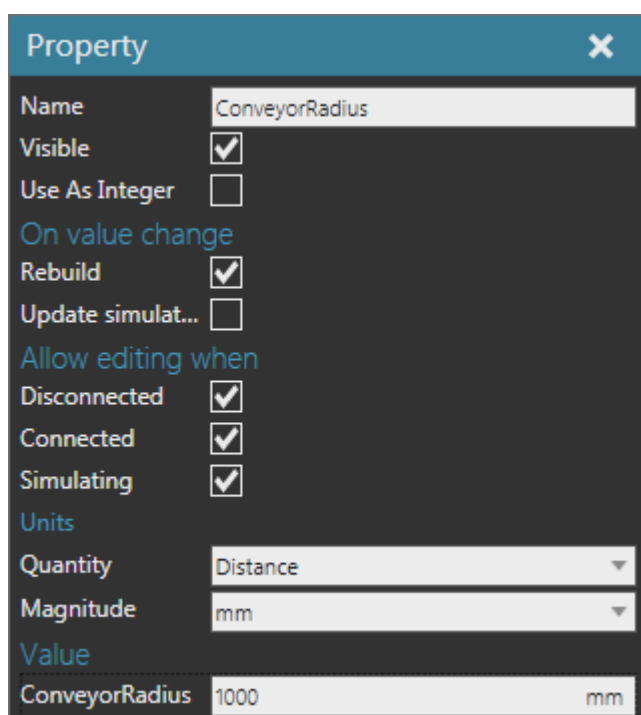 Property
Name ConveyorRadius
Visible
Use As Integer
On value change
Rebuild
Update simulat...
Allow editing when
Disconnected
Connected
Simulating
Units
Quantity Distance
Magnitude mm
Value
ConveyorRadius 1000 mm